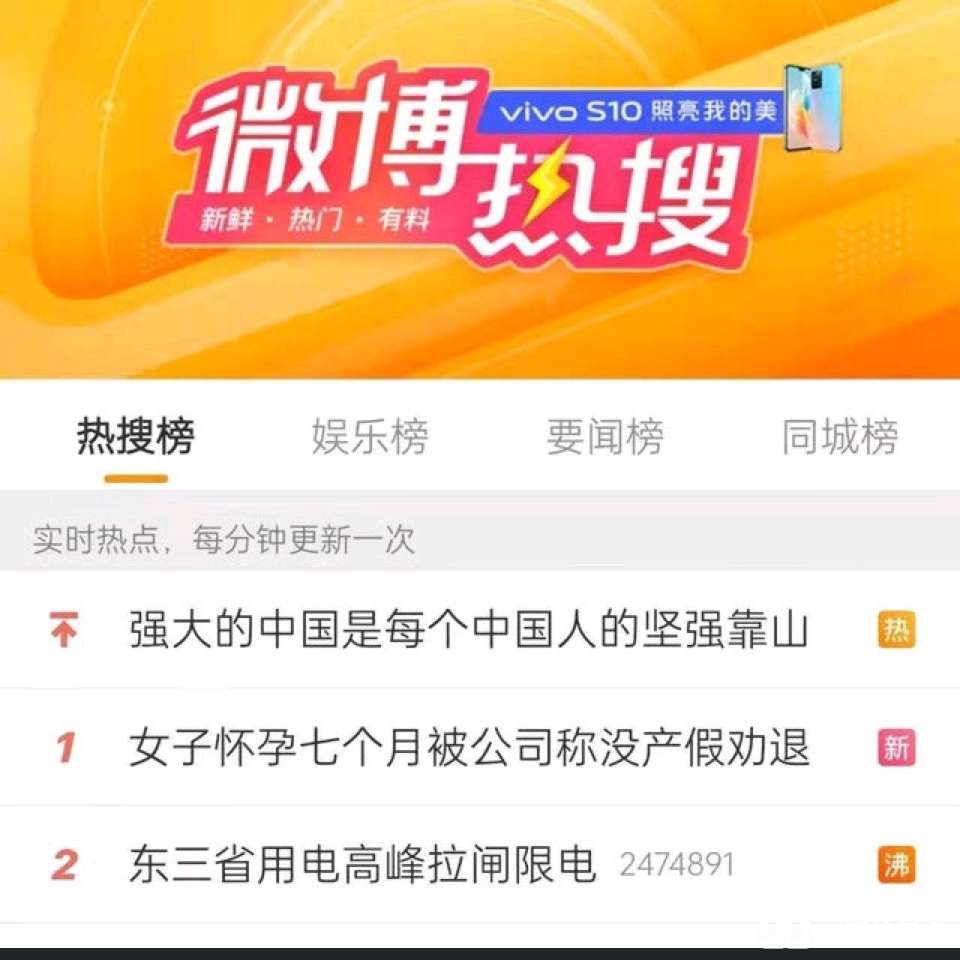 微博热搜
vivo S10 照亮我的美
新鲜·热门·有料
热搜榜 娱乐榜 要闻榜 同城榜
实时热点，每分钟更新一次
强大的中国是每个中国人的坚强靠山 热
1 女子怀孕七个月被公司称没产假劝退 新
2 东三省用电高峰拉闸限电 2474891 沸